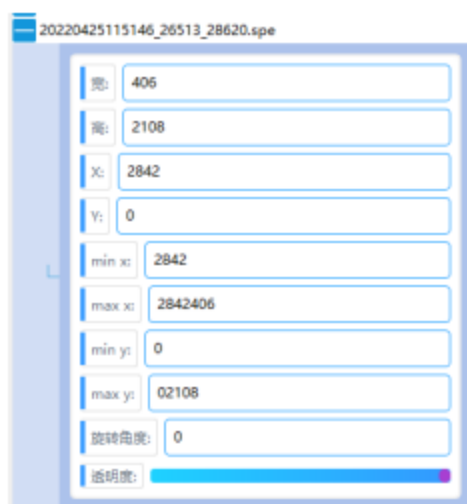 20220425115146_26513_28620.spe
宽: 406
高: 2108
X: 2842
Y: 0
min x: 2842
max x: 2842406
min y: 0
max y: 02108
旋转角度: 0
透明度: